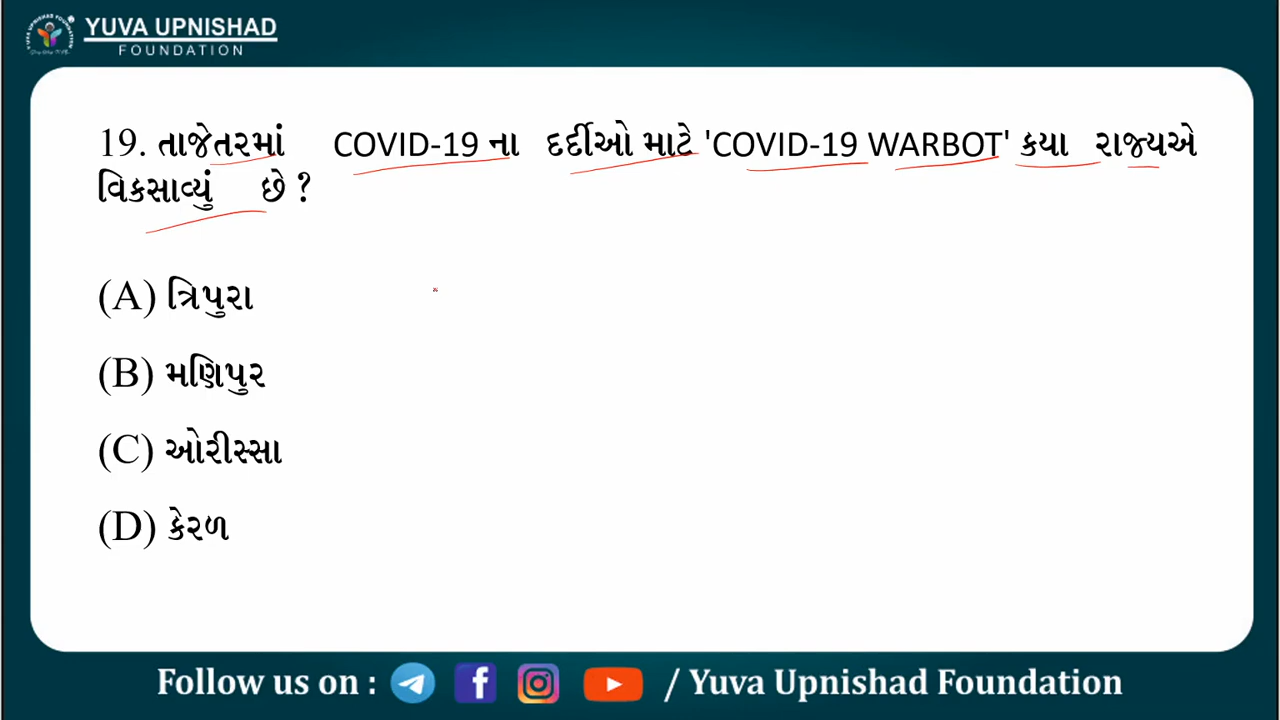 YUVA UPNISHAD
FOUNDATION
19. તાજેતરમાં COVID-19 ના દર્દીઓ માટે 'COVID-19 WARBOT' કયા રાજ્યએ
વિકસાવ્યું છે ?
(A) ત્રિપુરા
(B) મણિપુર
(C) ઓરીસ્સા
(D) કેરળ
Follow us on : / Yuva Upnishad Foundation